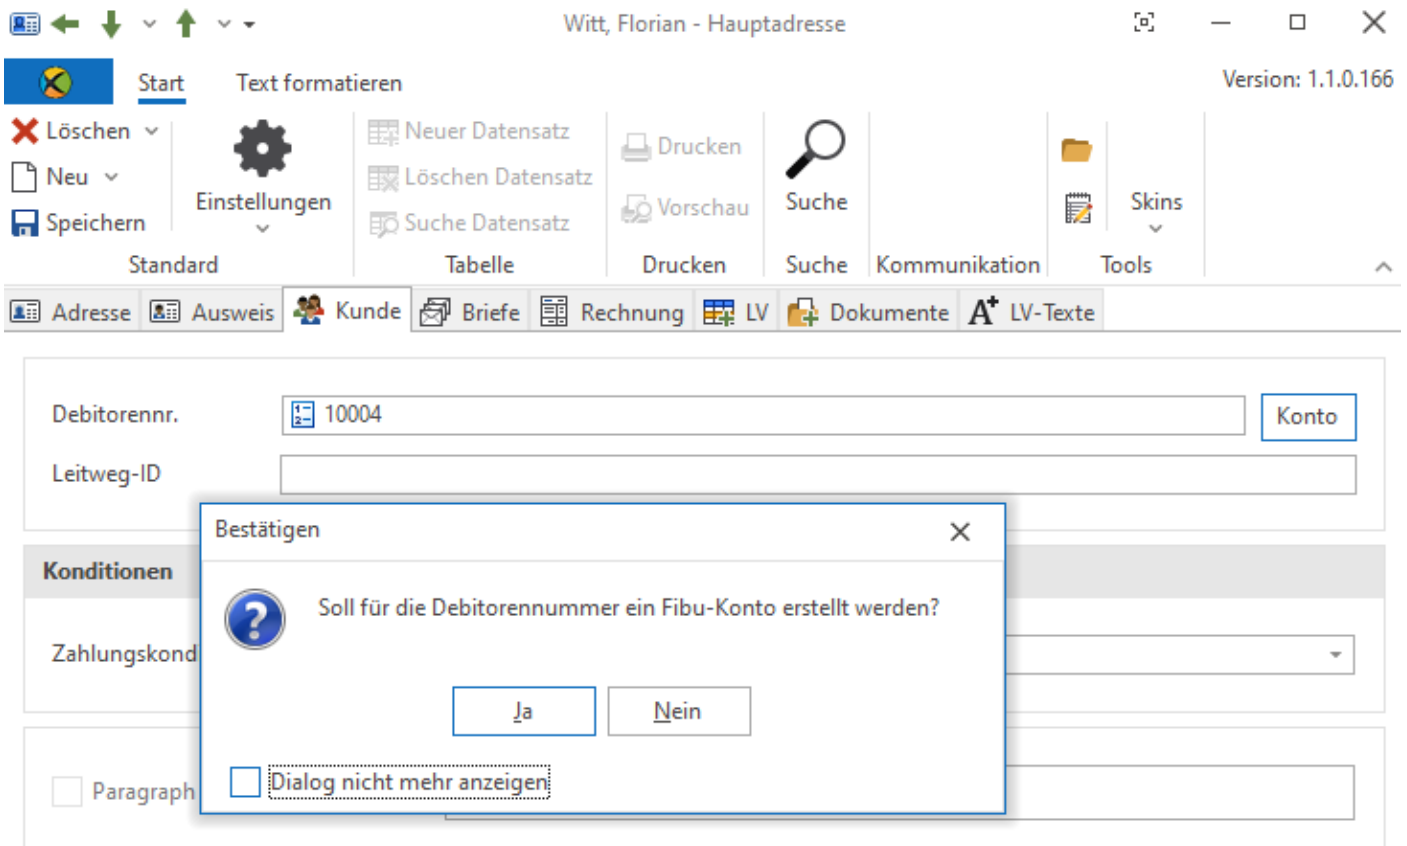 Witt, Florian - Hauptadresse
Start Text formatieren Version: 1.1.0.166
Löschen
Neu
Speichern
Einstellungen
Standard
Neuer Datensatz
Löschen Datensatz
Suche Datensatz
Tabelle
Drucken
Vorschau
Drucken
Suche
Suche
Kommunikation
Skins
Tools
Adresse Ausweis Kunde Briefe Rechnung LV Dokumente LV-Texte
Debitorennr. 10004 Konto
Leitweg-ID
Bestätigen
Konditionen
Soll für die Debitorennummer ein Fibu-Konto erstellt werden?
Zahlungskond
Ja Nein
Dialog nicht mehr anzeigen
Paragraph